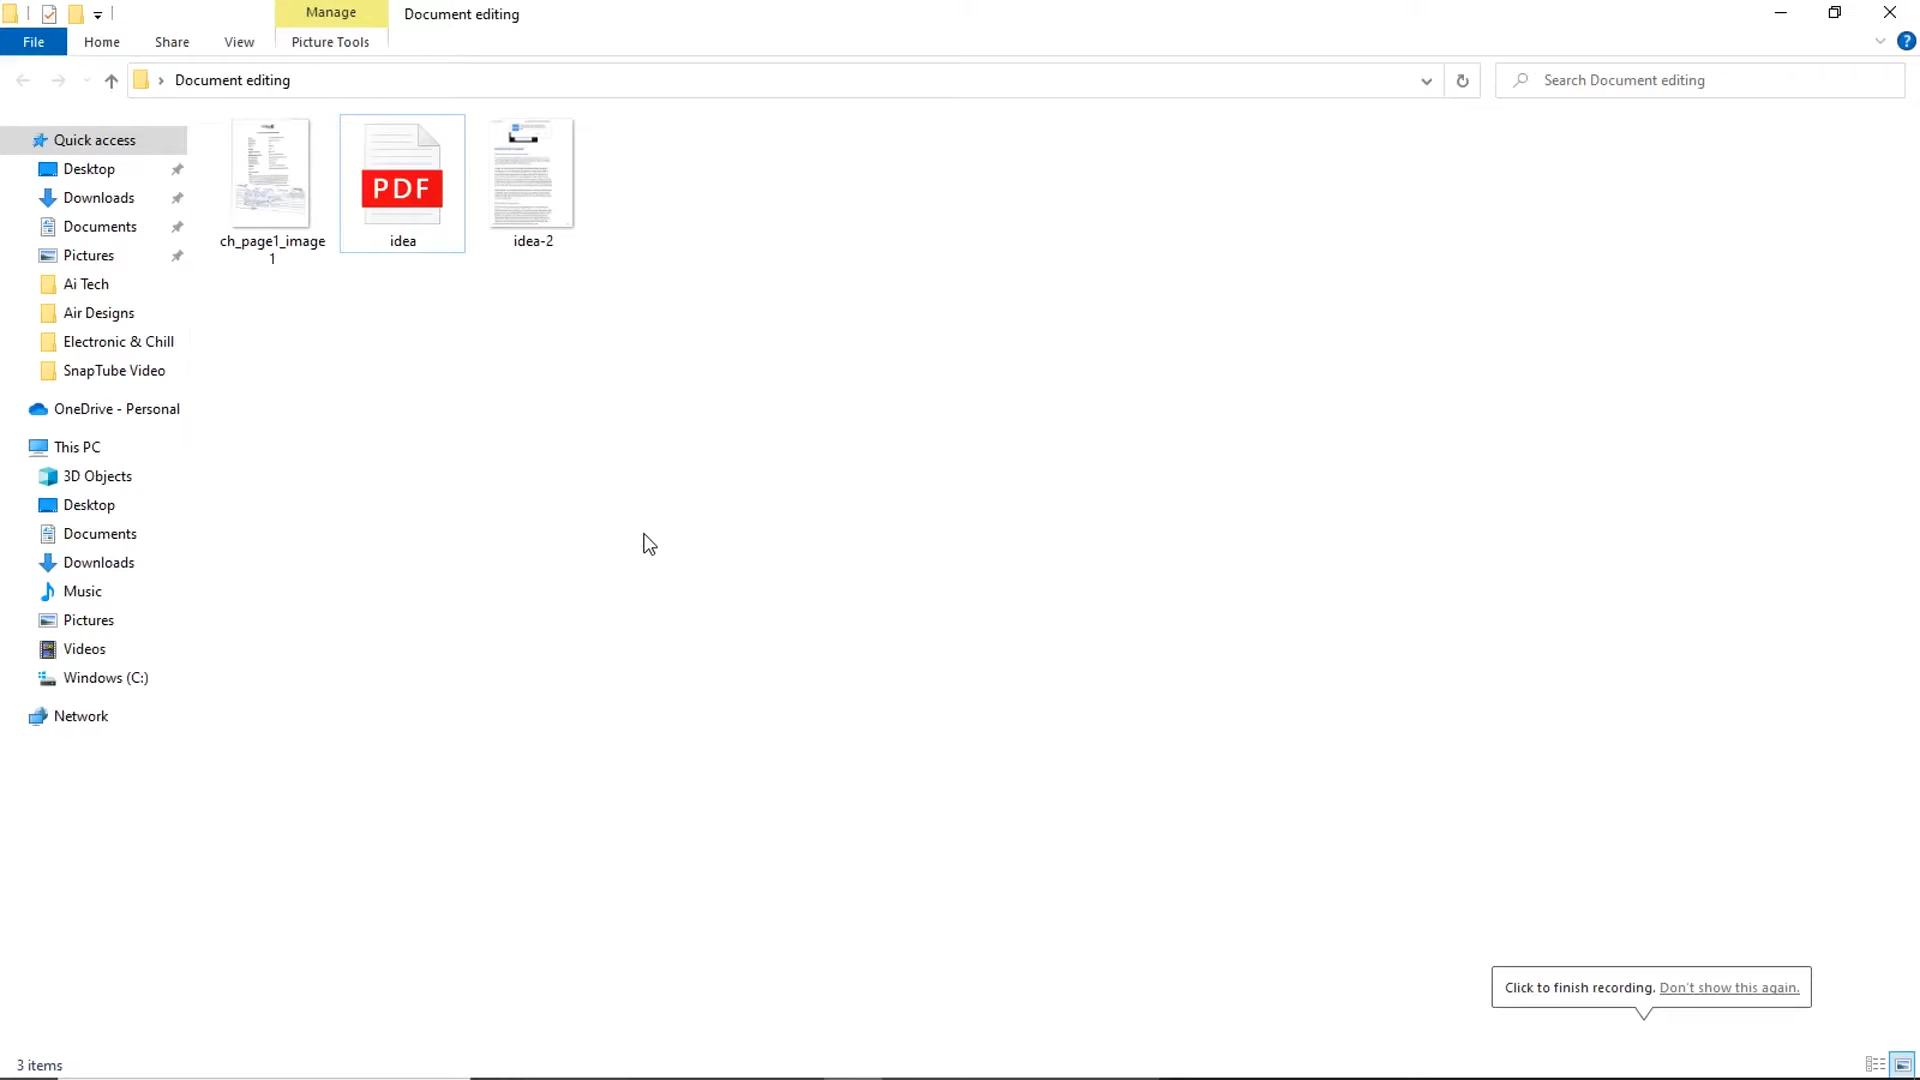 Manage
Document editing
File
Home
Share
View
Picture Tools
Document editing
Search Document editing
Quick access
Desktop
Downloads
Documents
Pictures
Ai Tech
Air Designs
Electronic & Chill
SnapTube Video
OneDrive - Personal
This PC
3D Objects
Desktop
Documents
Downloads
Music
Pictures
Videos
Windows (C:)
Network
ch_page1_image
1
PDF
idea
idea-2
Click to finish recording. Don't show this again.
3 items